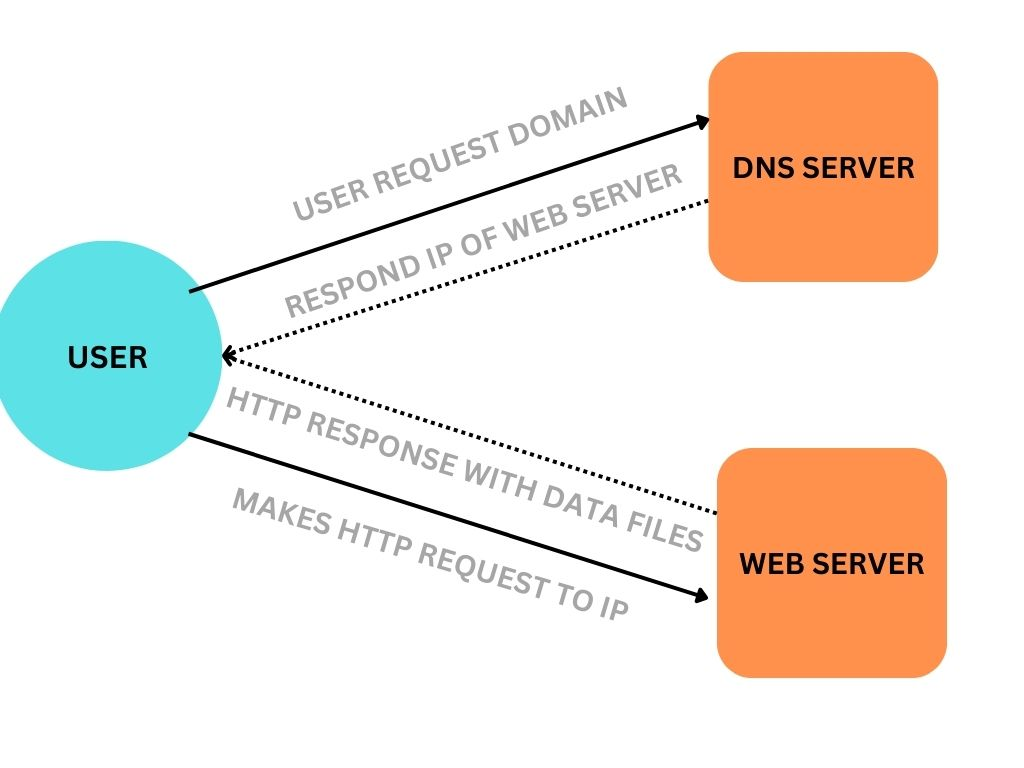 USER REQUEST DOMAIN
DNS SERVER
RESPOND IP OF WEB SERVER
USER
HTTP RESPONSE WITH DATA FILES
WEB SERVER
MAKES HTTP REQUEST TO IP